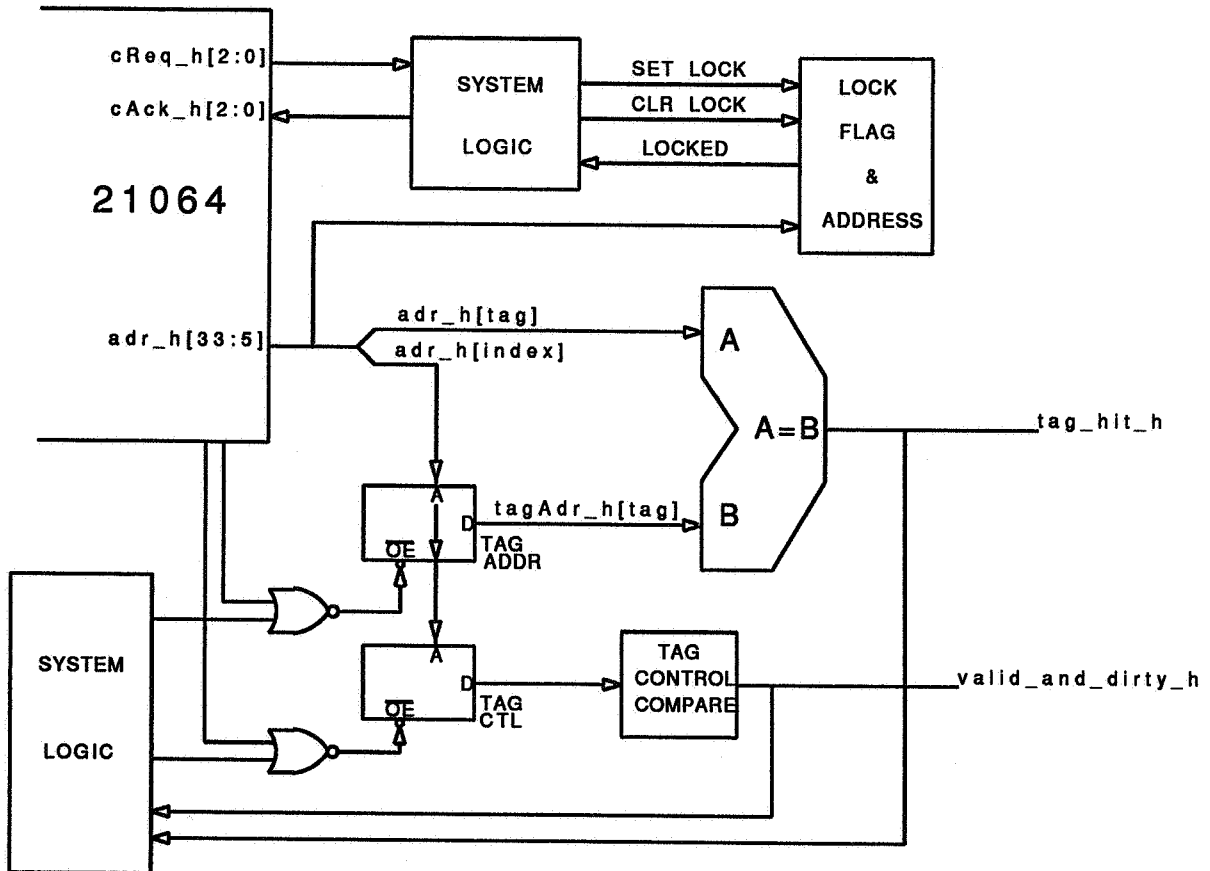 cReq_h[2:0]
cAck_h[2:0]
21064
adr_h[33:5]
SYSTEM
LOGIC
SET LOCK
CLR LOCK
LOCKED
LOCK
FLAG
&
ADDRESS
adr_h[tag]
adr_h[index]
A
A=B
B
tag_hit_h
A
D
OE
TAG
ADDR
tagAdr_h[tag]
SYSTEM
LOGIC
A
D
OE
TAG
CTL
TAG
CONTROL
COMPARE
valid_and_dirty_h